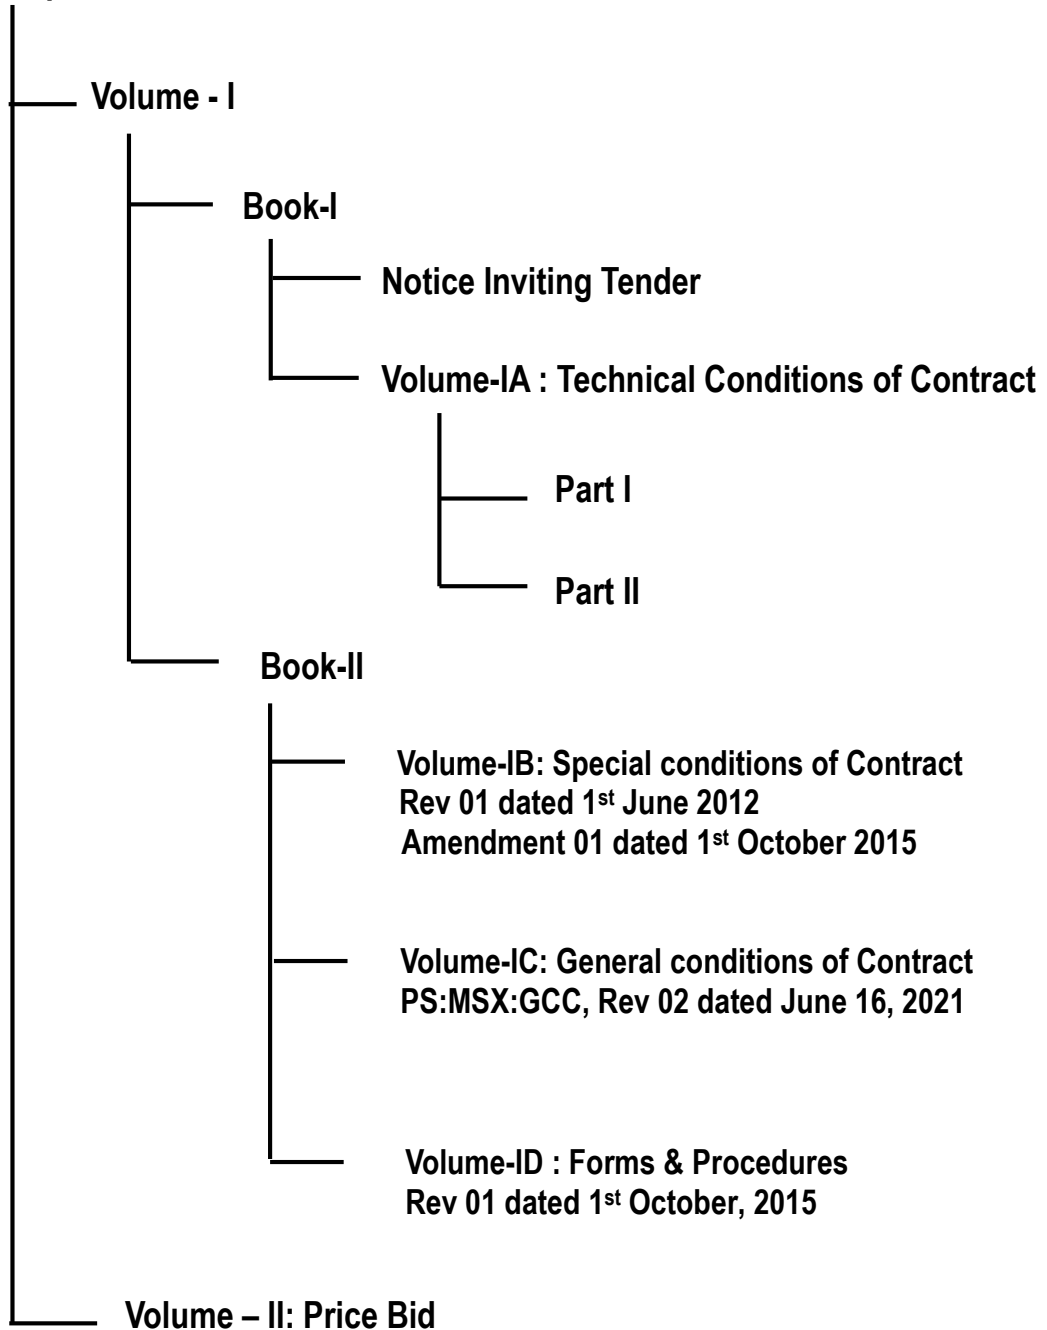 Volume - I
Book-I
Notice Inviting Tender
Volume-IA : Technical Conditions of Contract
Part I
Part II
Book-II
Volume-IB: Special conditions of Contract
Rev 01 dated 1st June 2012
Amendment 01 dated 1st October 2015
Volume-IC: General conditions of Contract
PS:MSX:GCC, Rev 02 dated June 16, 2021
Volume-ID : Forms & Procedures
Rev 01 dated 1st October, 2015
Volume – II: Price Bid